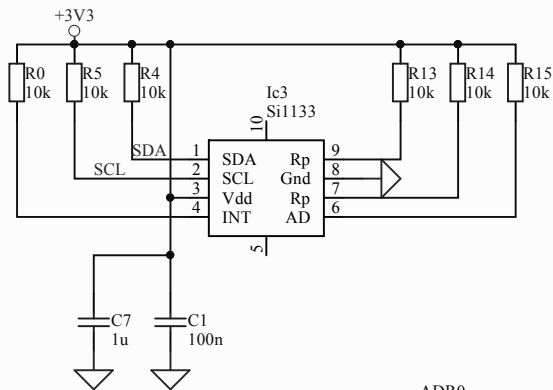 +3V3
R0
10k
R5
10k
R4
10k
R13
10k
R14
10k
R15
10k
Ic3
Si1133
10
SDA
SCL
1 SDA Rp 9
2 SCL Gnd 8
3 Vdd Rp 7
4 INT AD 6
5
C7
1u
C1
100n